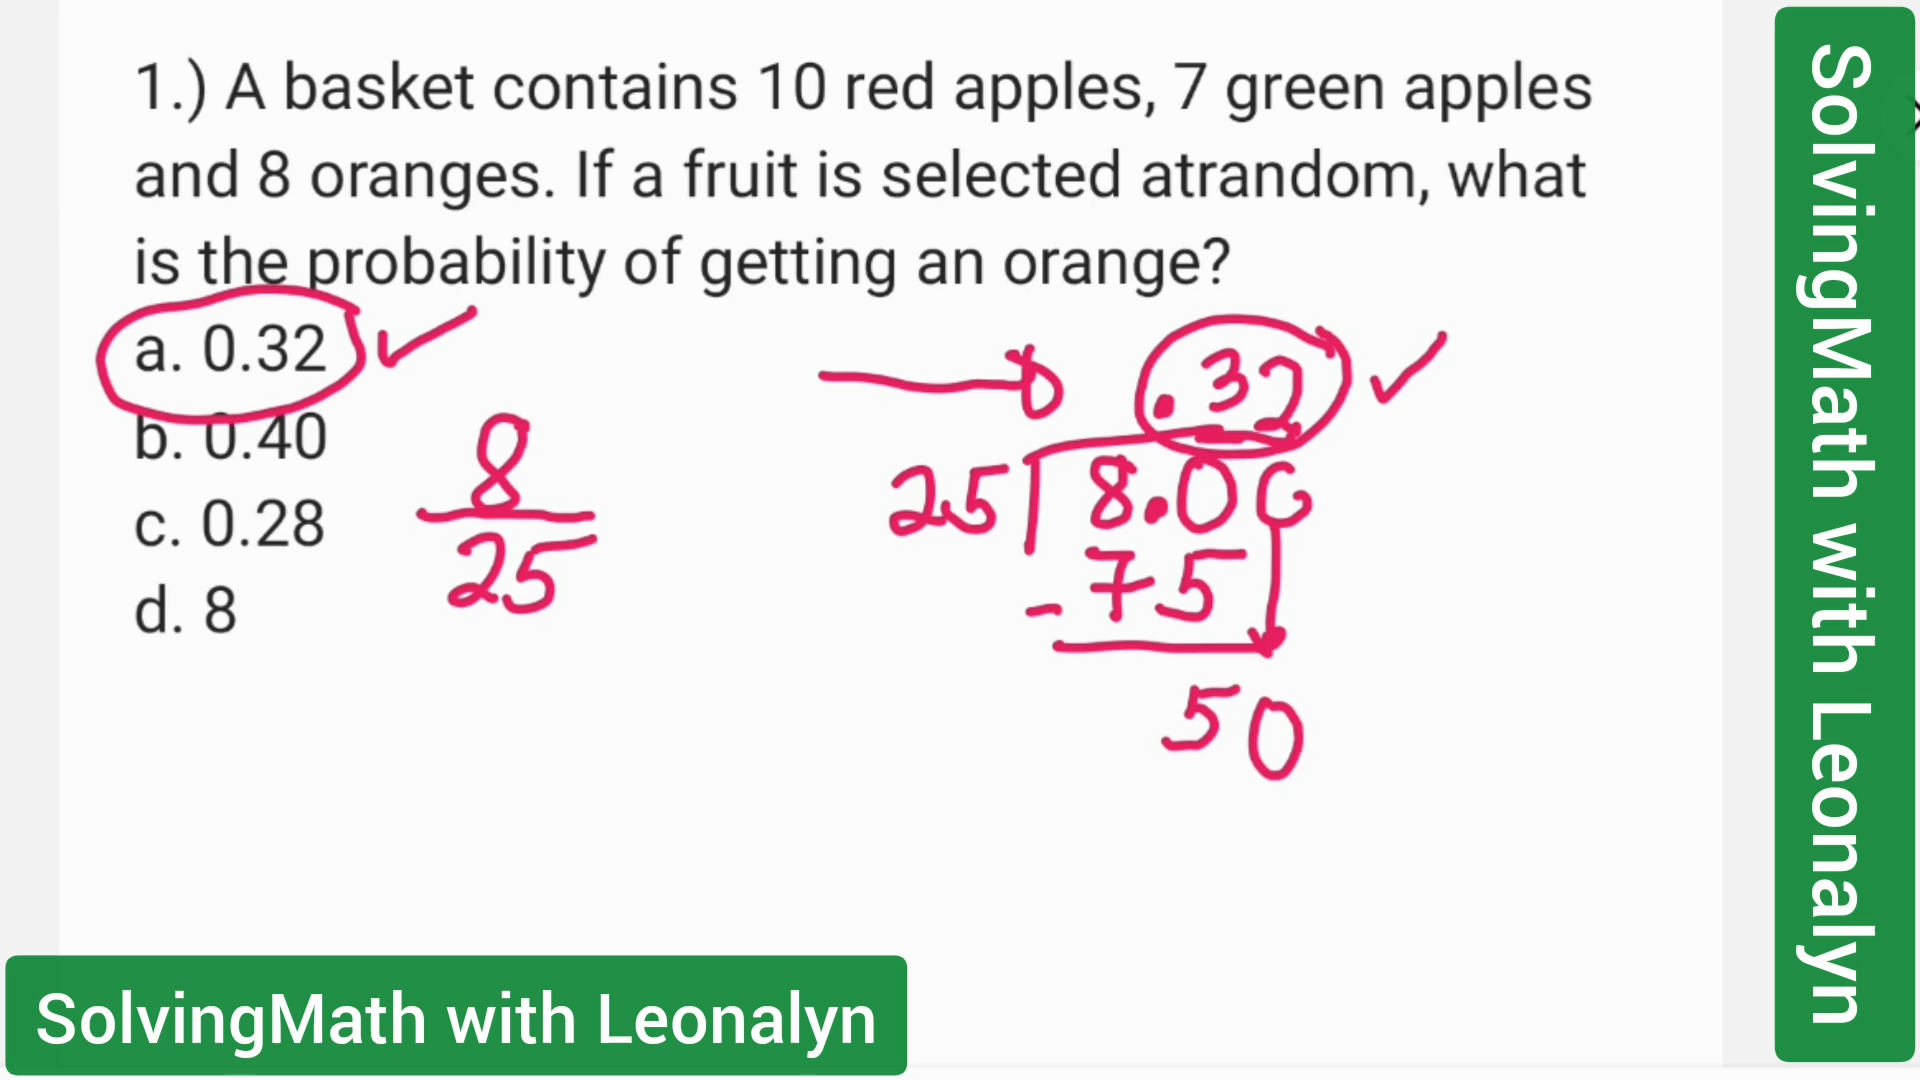 1.) A basket contains 10 red apples, 7 green apples
and 8 oranges. If a fruit is selected atrandom, what
is the probability of getting an orange?
a. 0.32
b. 0.40
c. 0.28
d. 8
8
25
.32
25 8.00
- 75
50
SolvingMath with Leonalyn
SolvingMath with Leonalyn